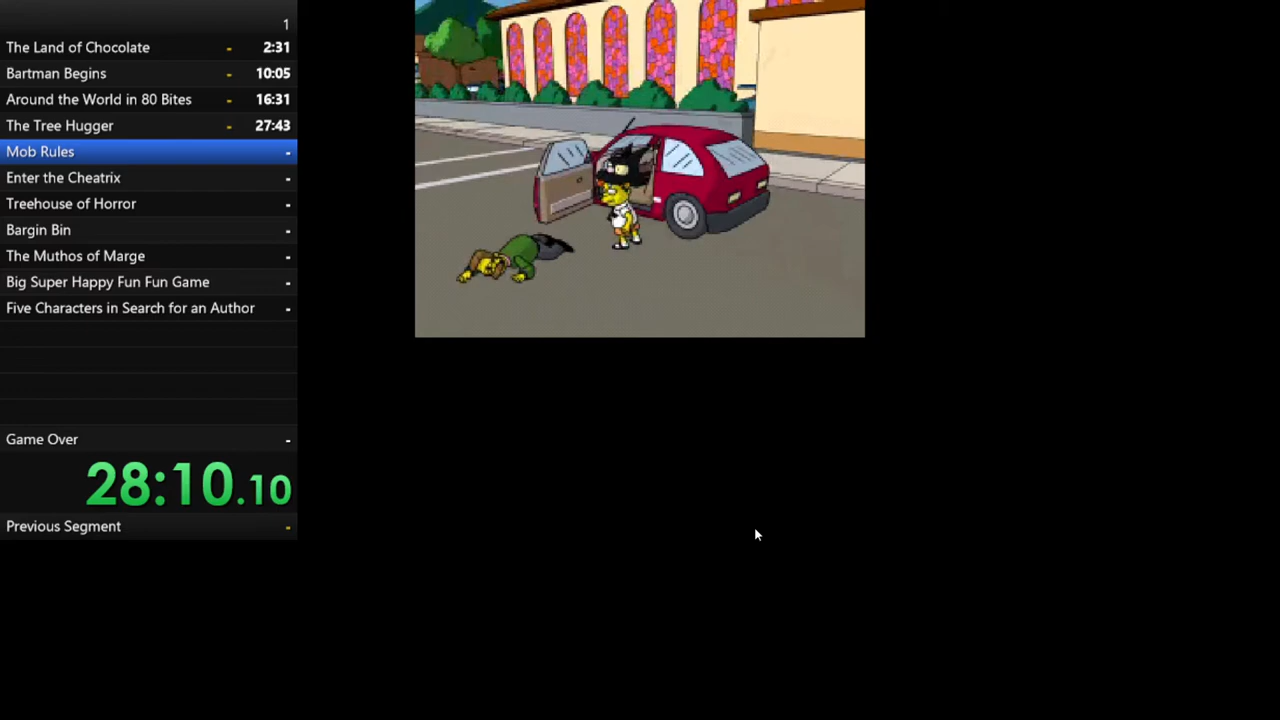 1
The Land of Chocolate - 2:31
Bartman Begins - 10:05
Around the World in 80 Bites - 16:31
The Tree Hugger - 27:43
Mob Rules -
Enter the Cheatrix -
Treehouse of Horror -
Bargin Bin -
The Muthos of Marge -
Big Super Happy Fun Fun Game -
Five Characters in Search for an Author -
Game Over -
28:10.10
Previous Segment -